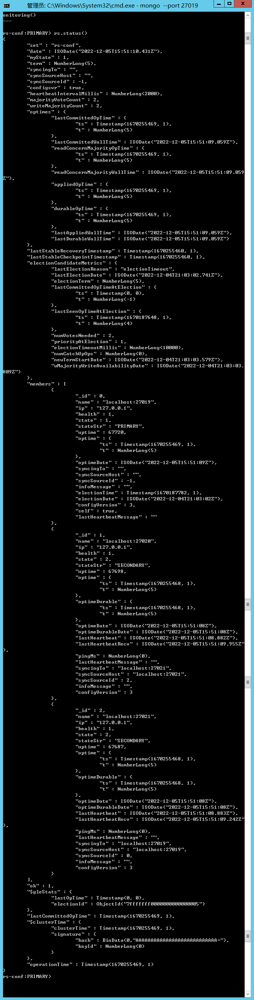 管理员: C:\Windows\System32\cmd.exe - mongo  --port 27019
onitoring()
---
rs-conf:PRIMARY> rs.status()
{
        "set" : "rs-conf",
        "date" : ISODate("2022-12-05T15:51:10.431Z"),
        "myState" : 1,
        "term" : NumberLong(5),
        "syncingTo" : "",
        "syncSourceHost" : "",
        "syncSourceId" : -1,
        "configsvr" : true,
        "heartbeatIntervalMillis" : NumberLong(2000),
        "majorityVoteCount" : 2,
        "writeMajorityCount" : 2,
        "optimes" : {
                "lastCommittedOpTime" : {
                        "ts" : Timestamp(1670255469, 1),
                        "t" : NumberLong(5)
                },
                "lastCommittedWallTime" : ISODate("2022-12-05T15:51:09.059Z"),
                "readConcernMajorityOpTime" : {
                        "ts" : Timestamp(1670255469, 1),
                        "t" : NumberLong(5)
                },
                "readConcernMajorityWallTime" : ISODate("2022-12-05T15:51:09.059
Z"),
                "appliedOpTime" : {
                        "ts" : Timestamp(1670255469, 1),
                        "t" : NumberLong(5)
                },
                "durableOpTime" : {
                        "ts" : Timestamp(1670255469, 1),
                        "t" : NumberLong(5)
                },
                "lastAppliedWallTime" : ISODate("2022-12-05T15:51:09.059Z"),
                "lastDurableWallTime" : ISODate("2022-12-05T15:51:09.059Z")
        },
        "lastStableRecoveryTimestamp" : Timestamp(1670255460, 1),
        "lastStableCheckpointTimestamp" : Timestamp(1670255460, 1),
        "electionCandidateMetrics" : {
                "lastElectionReason" : "electionTimeout",
                "lastElectionDate" : ISODate("2022-12-04T21:03:02.741Z"),
                "electionTerm" : NumberLong(5),
                "lastCommittedOpTimeAtElection" : {
                        "ts" : Timestamp(0, 0),
                        "t" : NumberLong(-1)
                },
                "lastSeenOpTimeAtElection" : {
                        "ts" : Timestamp(1670187648, 1),
                        "t" : NumberLong(4)
                },
                "numVotesNeeded" : 2,
                "priorityAtElection" : 1,
                "electionTimeoutMillis" : NumberLong(10000),
                "numCatchUpOps" : NumberLong(0),
                "newTermStartDate" : ISODate("2022-12-04T21:03:03.579Z"),
                "wMajorityWriteAvailabilityDate" : ISODate("2022-12-04T21:03:03.
809Z")
        },
        "members" : [
                {
                        "_id" : 0,
                        "name" : "localhost:27019",
                        "ip" : "127.0.0.1",
                        "health" : 1,
                        "state" : 1,
                        "stateStr" : "PRIMARY",
                        "uptime" : 67720,
                        "optime" : {
                                "ts" : Timestamp(1670255469, 1),
                                "t" : NumberLong(5)
                        },
                        "optimeDate" : ISODate("2022-12-05T15:51:09Z"),
                        "syncingTo" : "",
                        "syncSourceHost" : "",
                        "syncSourceId" : -1,
                        "infoMessage" : "",
                        "electionTime" : Timestamp(1670187782, 1),
                        "electionDate" : ISODate("2022-12-04T21:03:02Z"),
                        "configVersion" : 3,
                        "self" : true,
                        "lastHeartbeatMessage" : ""
                },
                {
                        "_id" : 1,
                        "name" : "localhost:27020",
                        "ip" : "127.0.0.1",
                        "health" : 1,
                        "state" : 2,
                        "stateStr" : "SECONDARY",
                        "uptime" : 67698,
                        "optime" : {
                                "ts" : Timestamp(1670255468, 1),
                                "t" : NumberLong(5)
                        },
                        "optimeDurable" : {
                                "ts" : Timestamp(1670255468, 1),
                                "t" : NumberLong(5)
                        },
                        "optimeDate" : ISODate("2022-12-05T15:51:08Z"),
                        "optimeDurableDate" : ISODate("2022-12-05T15:51:08Z"),
                        "lastHeartbeat" : ISODate("2022-12-05T15:51:08.882Z"),
                        "lastHeartbeatRecv" : ISODate("2022-12-05T15:51:09.955Z"
),
                        "pingMs" : NumberLong(0),
                        "lastHeartbeatMessage" : "",
                        "syncingTo" : "localhost:27021",
                        "syncSourceHost" : "localhost:27021",
                        "syncSourceId" : 2,
                        "infoMessage" : "",
                        "configVersion" : 3
                },
                {
                        "_id" : 2,
                        "name" : "localhost:27021",
                        "ip" : "127.0.0.1",
                        "health" : 1,
                        "state" : 2,
                        "stateStr" : "SECONDARY",
                        "uptime" : 67687,
                        "optime" : {
                                "ts" : Timestamp(1670255468, 1),
                                "t" : NumberLong(5)
                        },
                        "optimeDurable" : {
                                "ts" : Timestamp(1670255468, 1),
                                "t" : NumberLong(5)
                        },
                        "optimeDate" : ISODate("2022-12-05T15:51:08Z"),
                        "optimeDurableDate" : ISODate("2022-12-05T15:51:08Z"),
                        "lastHeartbeat" : ISODate("2022-12-05T15:51:08.883Z"),
                        "lastHeartbeatRecv" : ISODate("2022-12-05T15:51:09.242Z"
),
                        "pingMs" : NumberLong(0),
                        "lastHeartbeatMessage" : "",
                        "syncingTo" : "localhost:27019",
                        "syncSourceHost" : "localhost:27019",
                        "syncSourceId" : 0,
                        "infoMessage" : "",
                        "configVersion" : 3
                }
        ],
        "ok" : 1,
        "$gleStats" : {
                "lastOpTime" : Timestamp(0, 0),
                "electionId" : ObjectId("7fffffff0000000000000005")
        },
        "lastCommittedOpTime" : Timestamp(1670255469, 1),
        "$clusterTime" : {
                "clusterTime" : Timestamp(1670255469, 1),
                "signature" : {
                        "hash" : BinData(0,"AAAAAAAAAAAAAAAAAAAAAAAAAAA="),
                        "keyId" : NumberLong(0)
                }
        },
        "operationTime" : Timestamp(1670255469, 1)
}
rs-conf:PRIMARY>